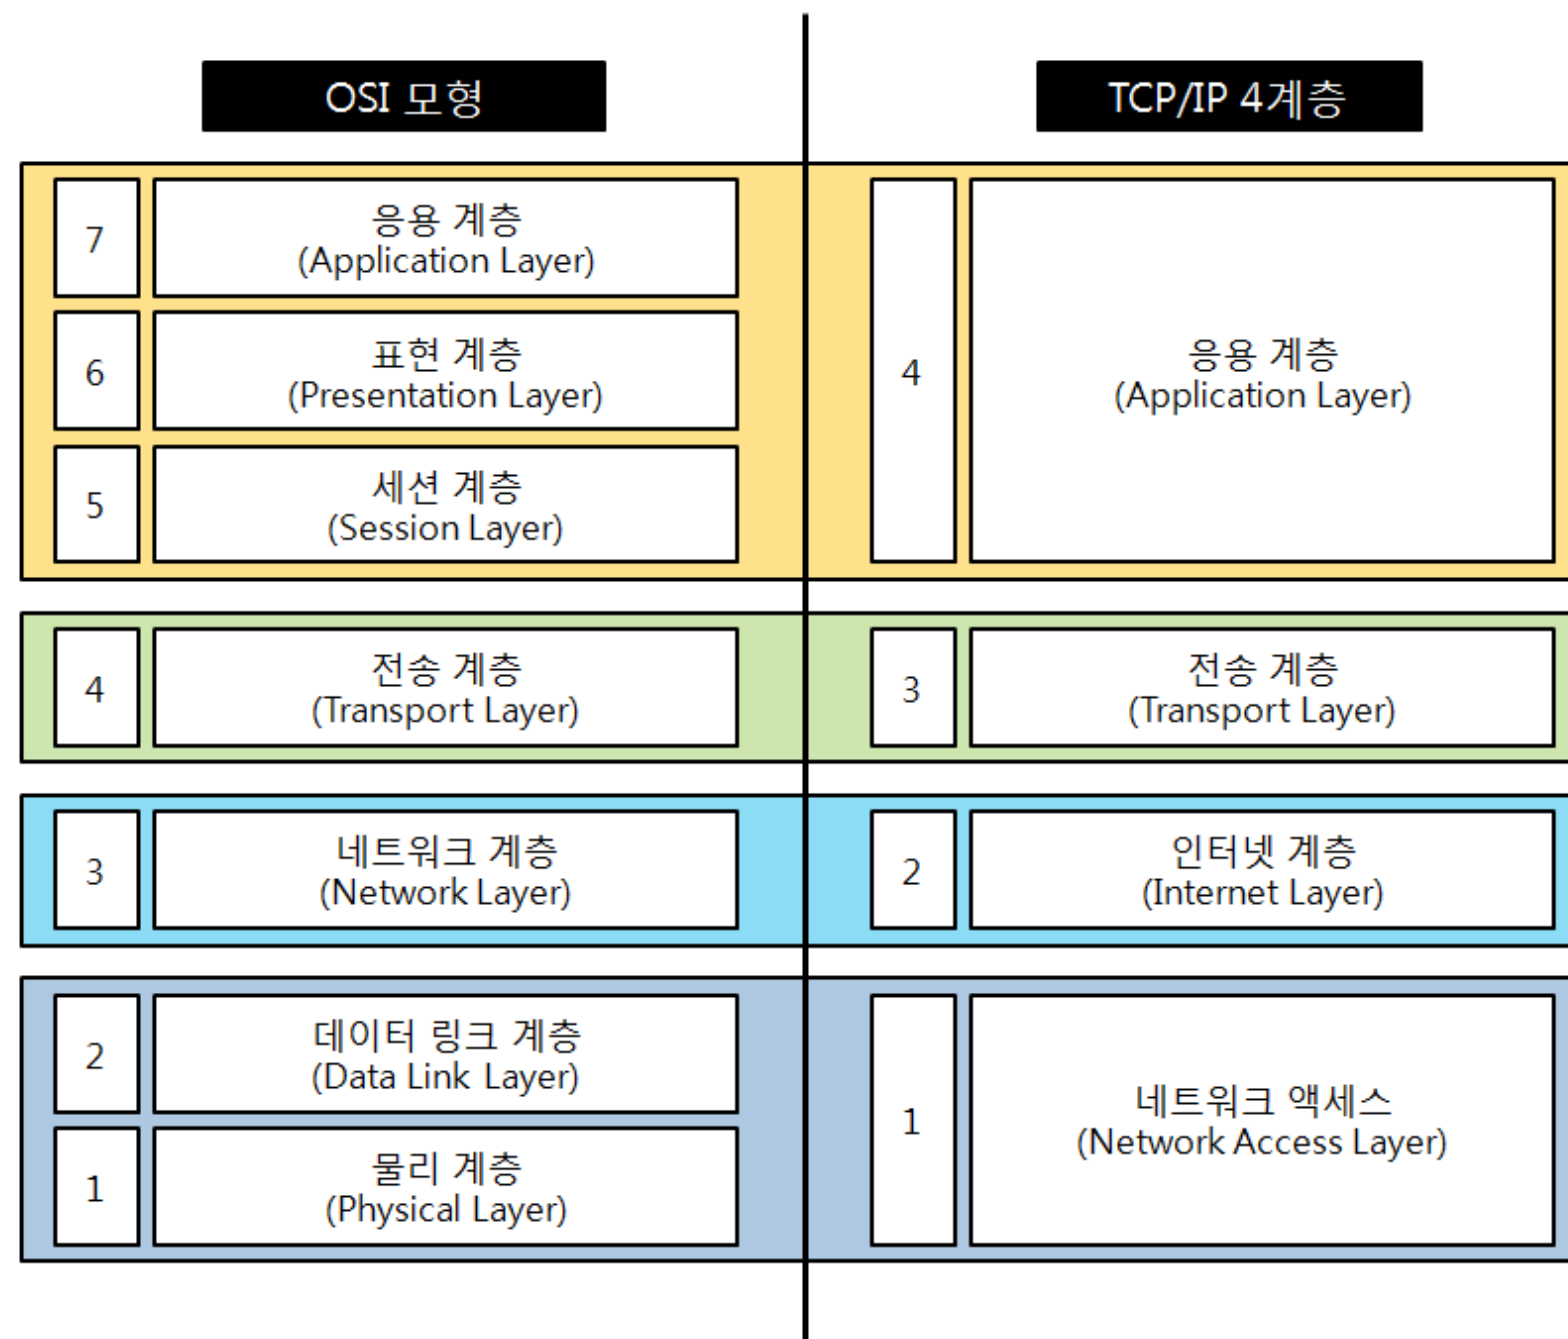 OSI 모형
7
응용 계층
(Application Layer)
6
표현 계층
(Presentation Layer)
5
세션 계층
(Session Layer)
4
전송 계층
(Transport Layer)
3
네트워크 계층
(Network Layer)
2
데이터 링크 계층
(Data Link Layer)
1
물리 계층
(Physical Layer)
TCP/IP 4계층
4
응용 계층
(Application Layer)
3
전송 계층
(Transport Layer)
2
인터넷 계층
(Internet Layer)
1
네트워크 액세스
(Network Access Layer)